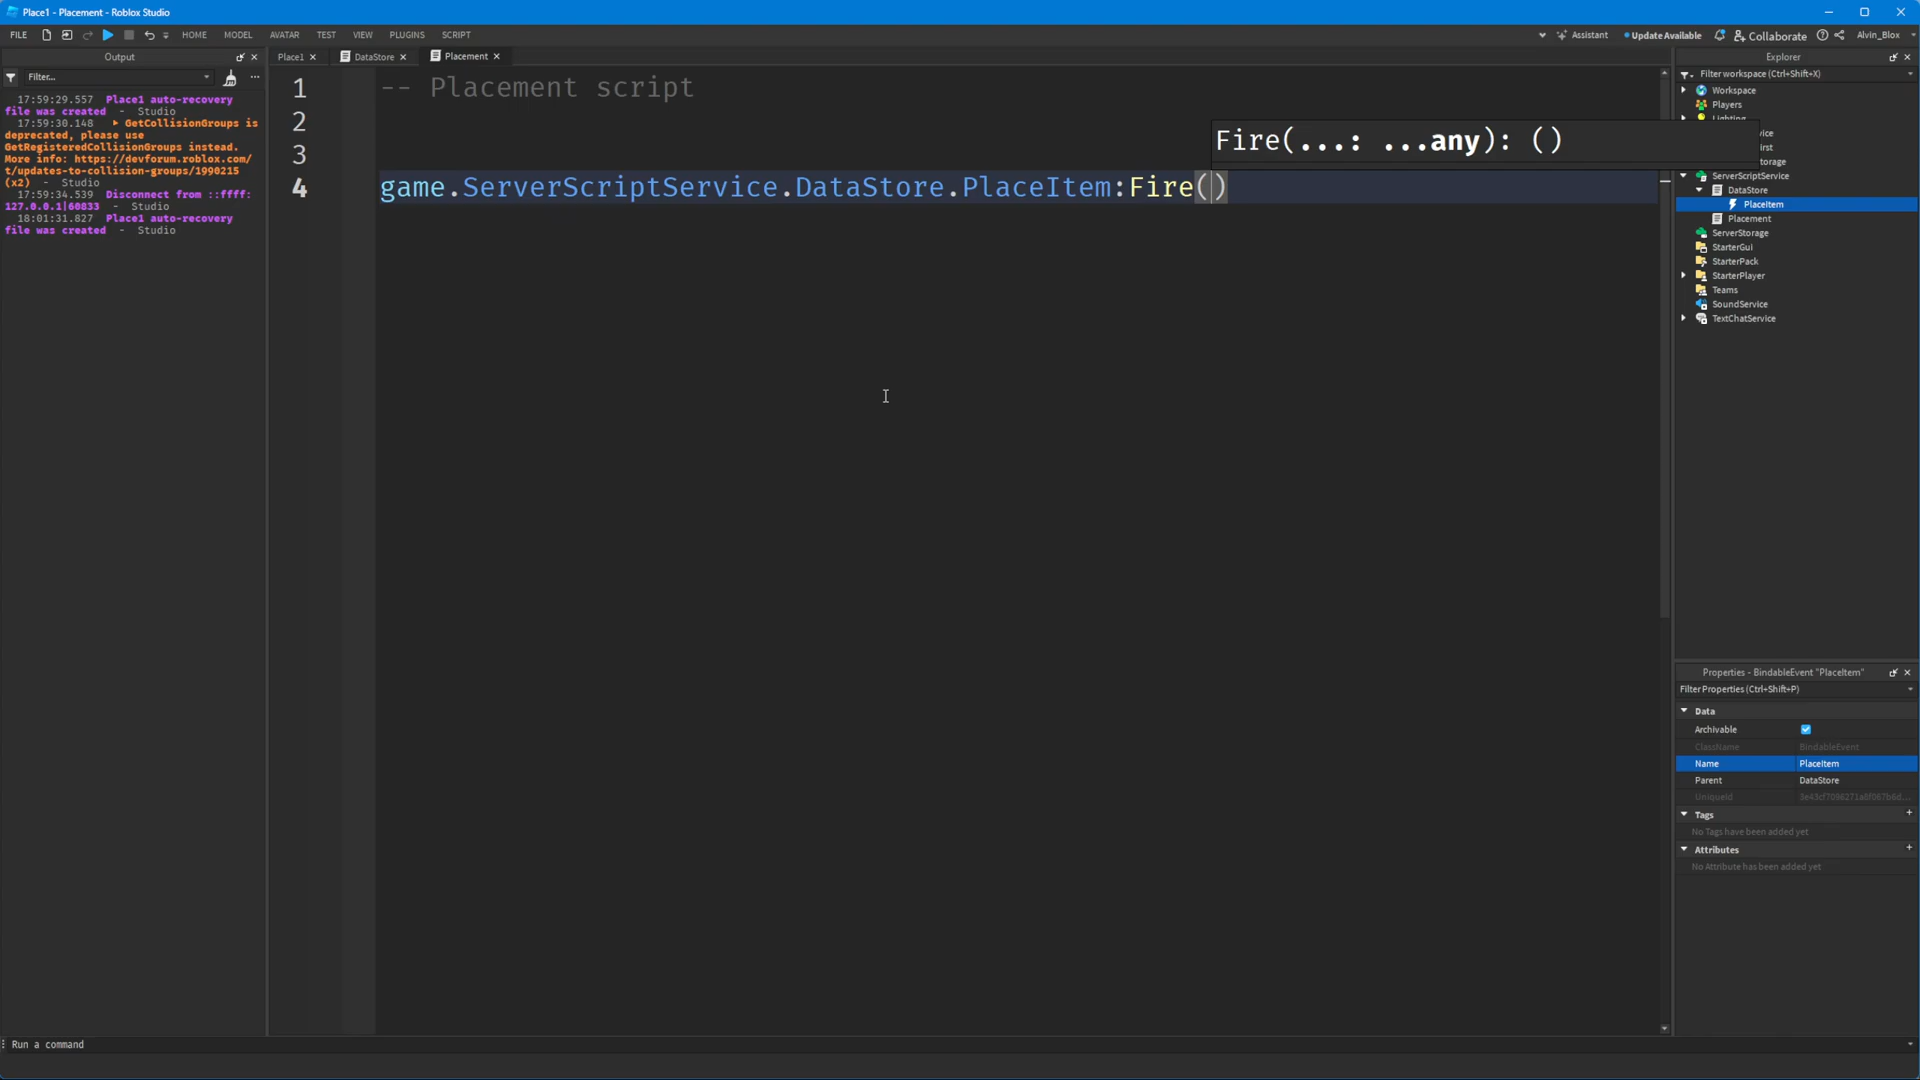 Place1 - Placement - Roblox Studio
FILE HOME MODEL AVATAR TEST VIEW PLUGINS SCRIPT Assistant Update Available Collaborate Alvin_Blox
Output
Filter...
17:59:29.557 Place1 auto-recovery
file was created - Studio
17:59:30.148 GetCollisionGroups is
deprecated, please use
GetRegisteredCollisionGroups instead.
More info: https://devforum.roblox.com/
t/updates-to-collision-groups/1990215
(x2) - Studio
17:59:34.539 Disconnect from ::ffff:
127.0.0.1|60833 - Studio
18:01:31.827 Place1 auto-recovery
file was created - Studio
Place1 DataStore Placement
1 -- Placement script
2
3
Fire(...: ...any): ()
4 game.ServerScriptService.DataStore.PlaceItem:Fire()
Explorer
Filter workspace (Ctrl+Shift+X)
Workspace
Players
Lighting
ServerScriptService
DataStore
PlaceItem
Placement
ServerStorage
StarterGui
StarterPack
StarterPlayer
Teams
SoundService
TextChatService
Properties - BindableEvent "PlaceItem"
Filter Properties (Ctrl+Shift+P)
Data
Archivable
ClassName BindableEvent
Name PlaceItem
Parent DataStore
UniqueId
Tags
No Tags have been added yet
Attributes
No Attribute has been added yet
Run a command